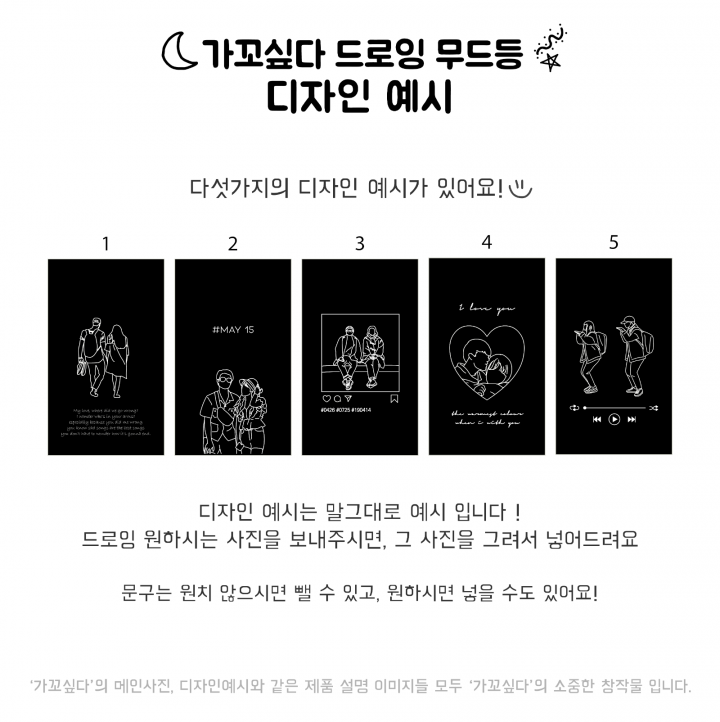 가꼬싶다 드로잉 무드등
디자인 예시
다섯가지의 디자인 예시가 있어요!
1
2
3
4
5
#MAY 15
i love you
#0426 #0725 #190414
the warmest where
when i with you
디자인 예시는 말그대로 예시 입니다 !
드로잉 원하시는 사진을 보내주시면, 그 사진을 그려서 넣어드려요
문구는 원치 않으시면 뺄 수 있고, 원하시면 넣을 수도 있어요!
'가꼬싶다'의 메인사진, 디자인예시와 같은 제품 설명 이미지들 모두 '가꼬싶다'의 소중한 창작물 입니다.